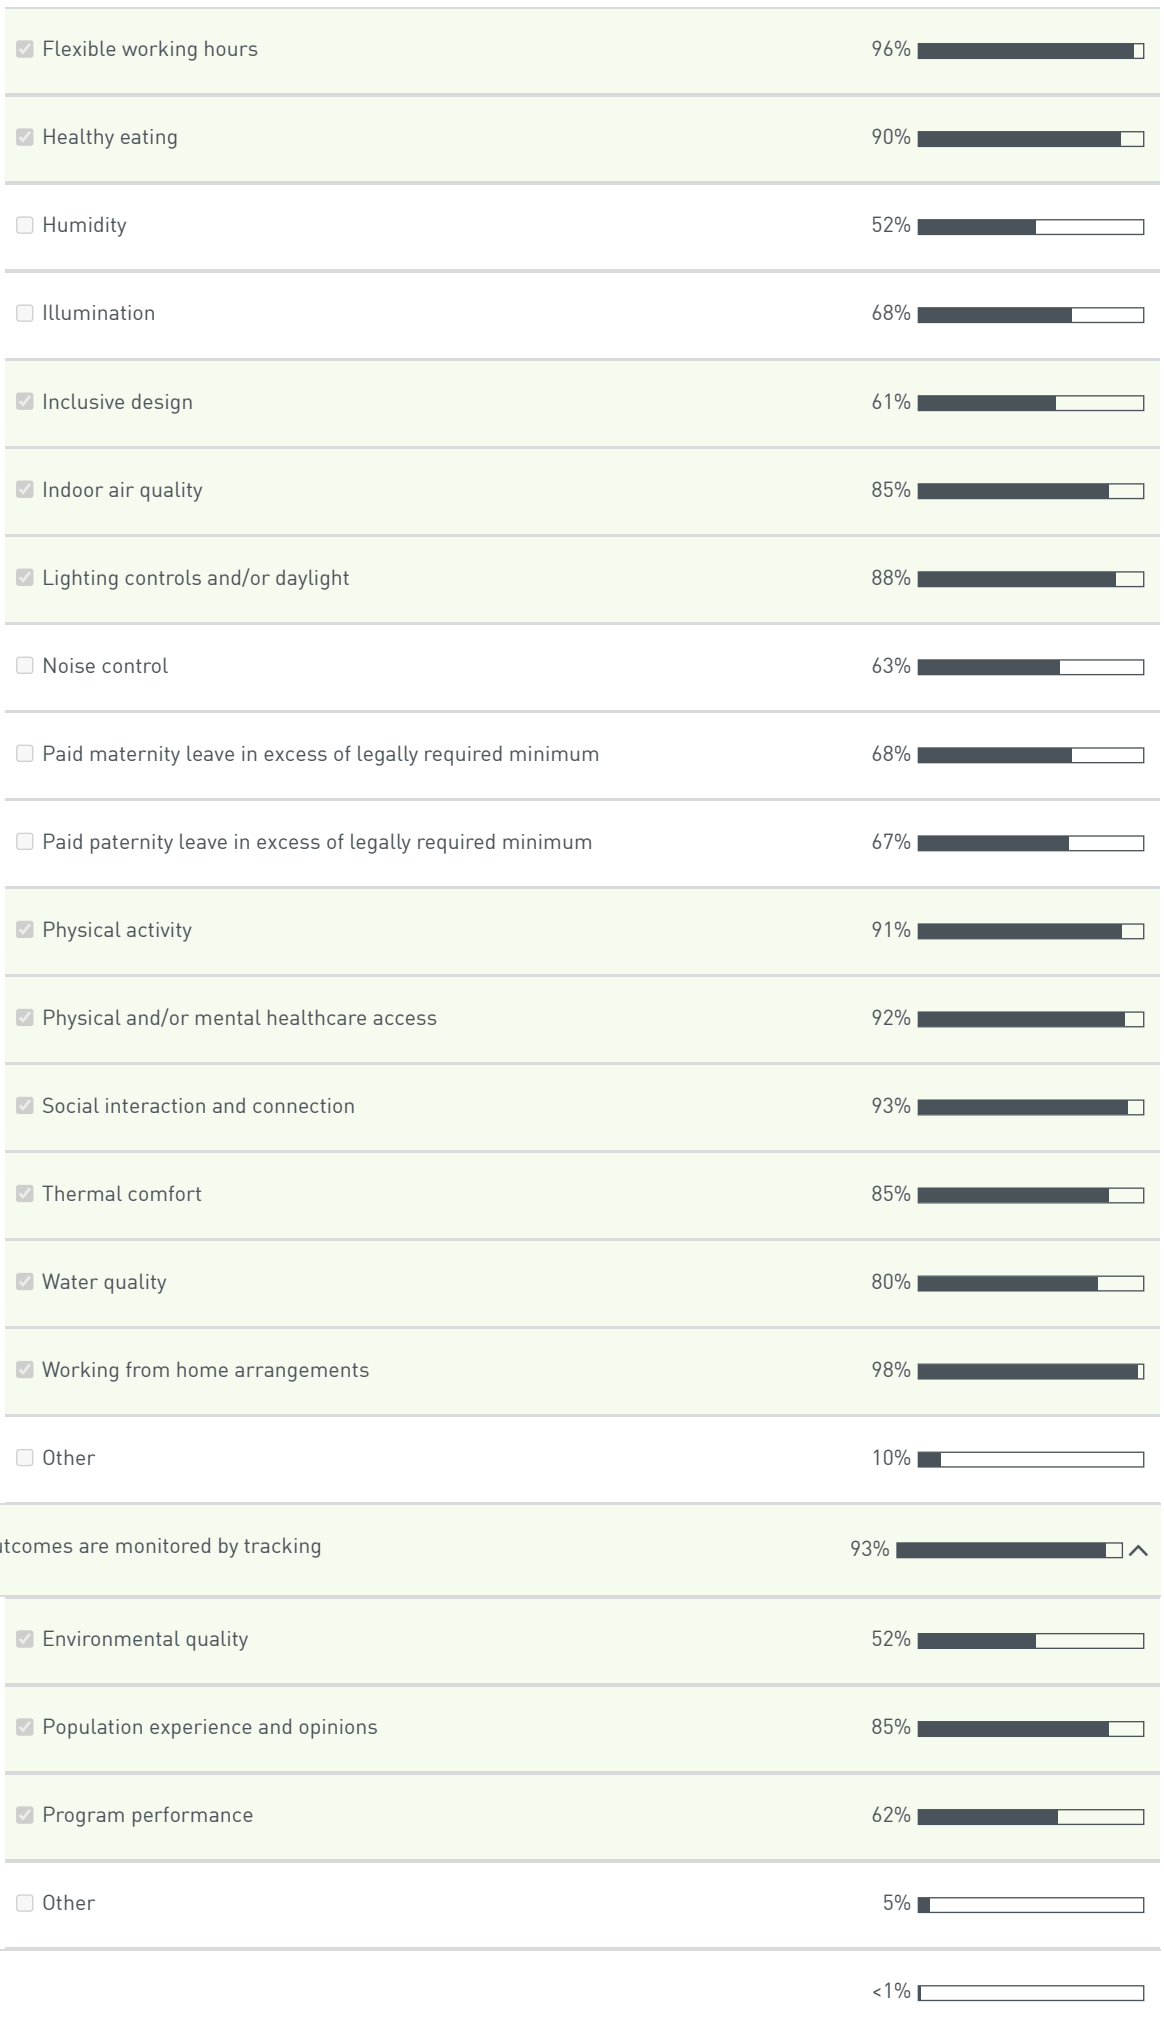 Flexible working hours 96%
Healthy eating 90%
Humidity 52%
Illumination 68%
Inclusive design 61%
Indoor air quality 85%
Lighting controls and/or daylight 88%
Noise control 63%
Paid maternity leave in excess of legally required minimum 68%
Paid paternity leave in excess of legally required minimum 67%
Physical activity 91%
Physical and/or mental healthcare access 92%
Social interaction and connection 93%
Thermal comfort 85%
Water quality 80%
Working from home arrangements 98%
Other 10%
utcomes are monitored by tracking 93%
Environmental quality 52%
Population experience and opinions 85%
Program performance 62%
Other 5%
<1%